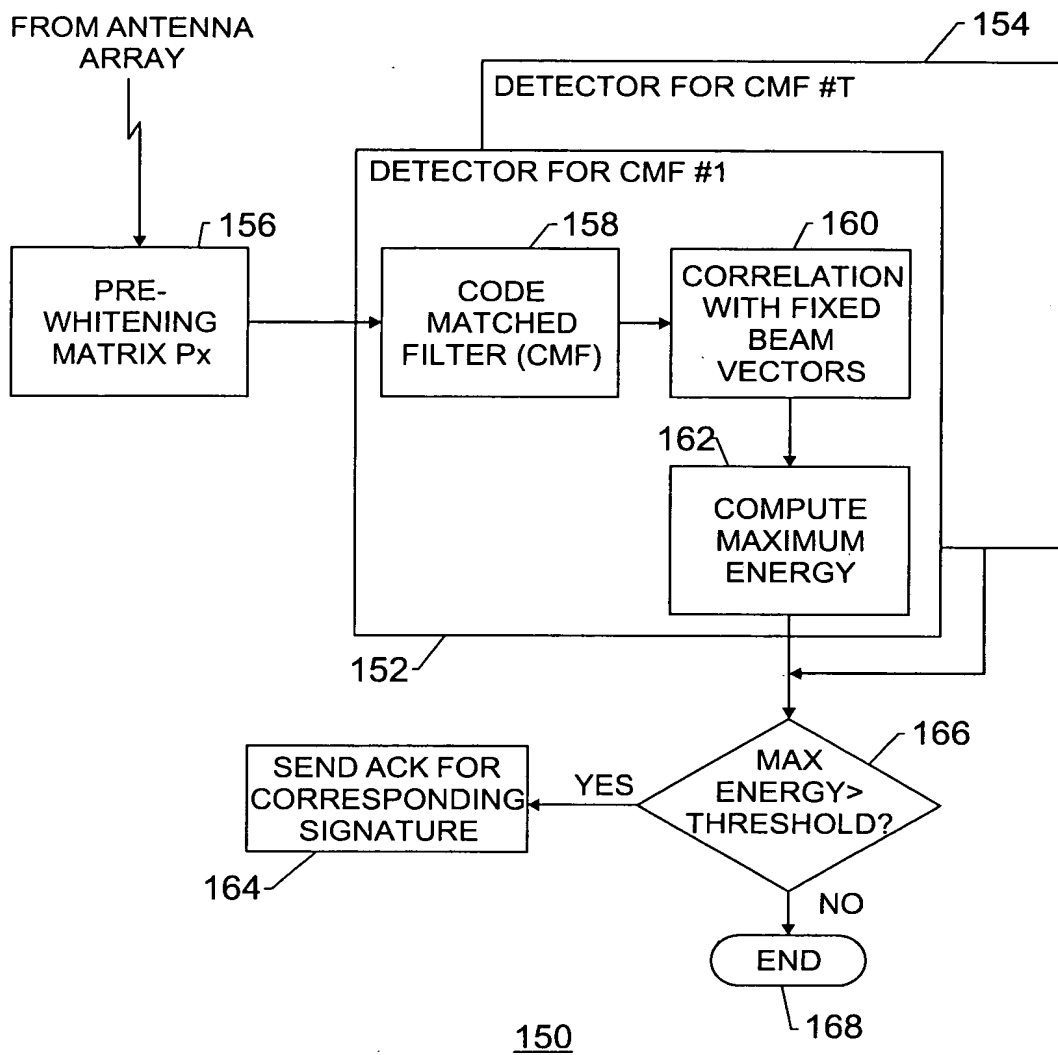 FROM ANTENNA
ARRAY
154
DETECTOR FOR CMF #T
DETECTOR FOR CMF #1
156
158
160
PRE-
WHITENING
MATRIX Px
CODE
MATCHED
FILTER (CMF)
CORRELATION
WITH FIXED
BEAM
VECTORS
162
COMPUTE
MAXIMUM
ENERGY
152
166
SEND ACK FOR
CORRESPONDING
SIGNATURE
YES
MAX
ENERGY>
THRESHOLD?
164
NO
END
168
150